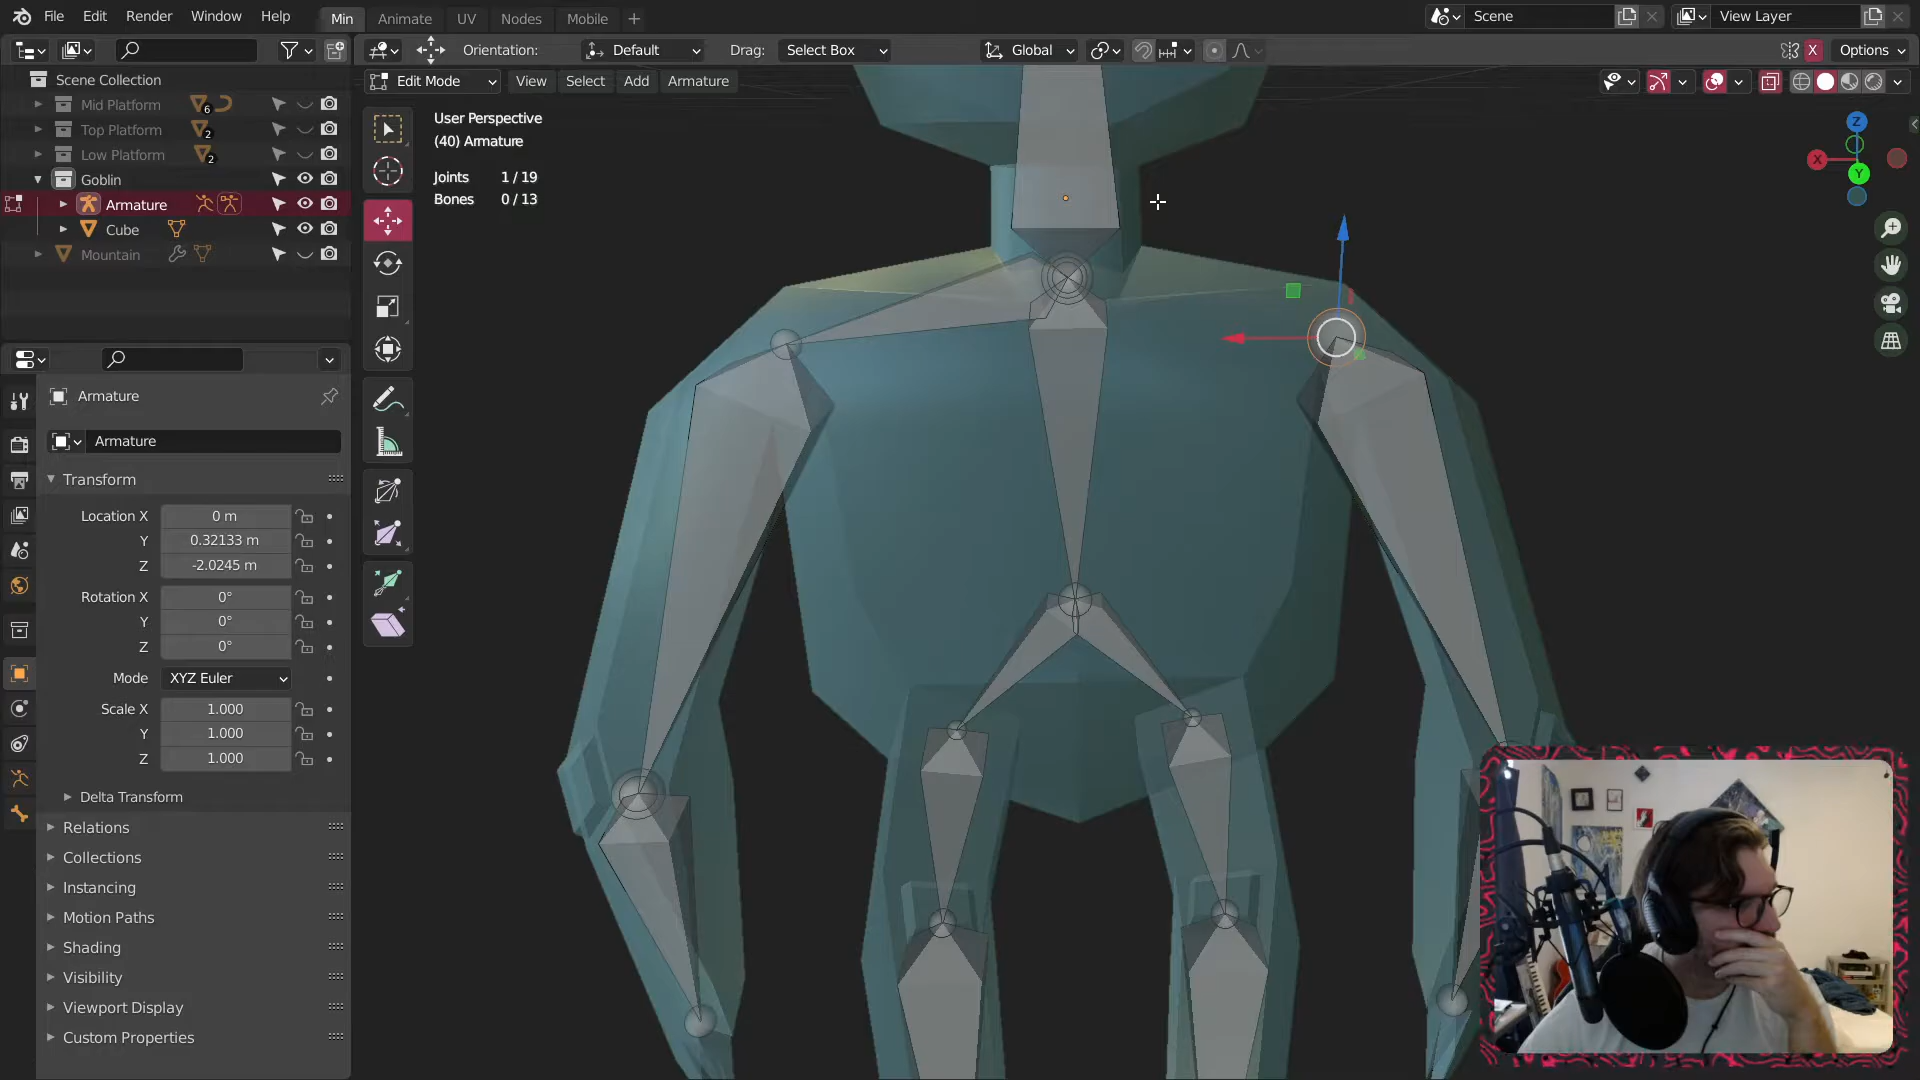 File Edit Render Window Help Min Animate UV Nodes Mobile + Scene View Layer
Orientation: Default Drag: Select Box Global X Options
Edit Mode View Select Add Armature
Scene Collection
Mid Platform 6
Top Platform 2
Low Platform 2
Goblin
Armature
Cube
Mountain
User Perspective
(40) Armature
Joints 1 / 19
Bones 0 / 13
Z
X
Y
Armature
Armature
Transform
Location X 0 m
Y 0.32133 m
Z -2.0245 m
Rotation X 0°
Y 0°
Z 0°
Mode XYZ Euler
Scale X 1.000
Y 1.000
Z 1.000
Delta Transform
Relations
Collections
Instancing
Motion Paths
Shading
Visibility
Viewport Display
Custom Properties